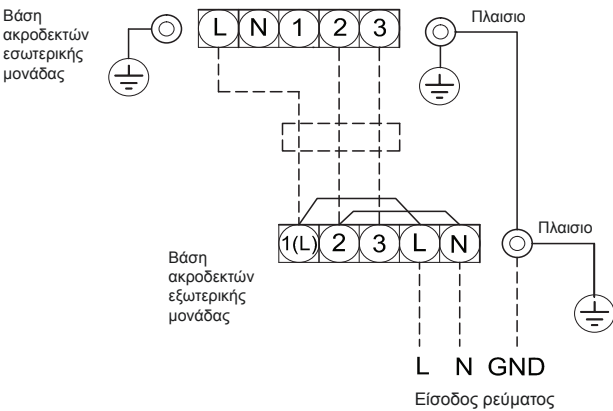 Βάση
ακροδεκτών
εσωτερικής
μονάδας
L N 1 2 3
Πλαισιο
1(L) 2 3 L N
Πλαισιο
Βάση
ακροδεκτών
εξωτερικής
μονάδας
L N GND
Είσοδος ρεύματος